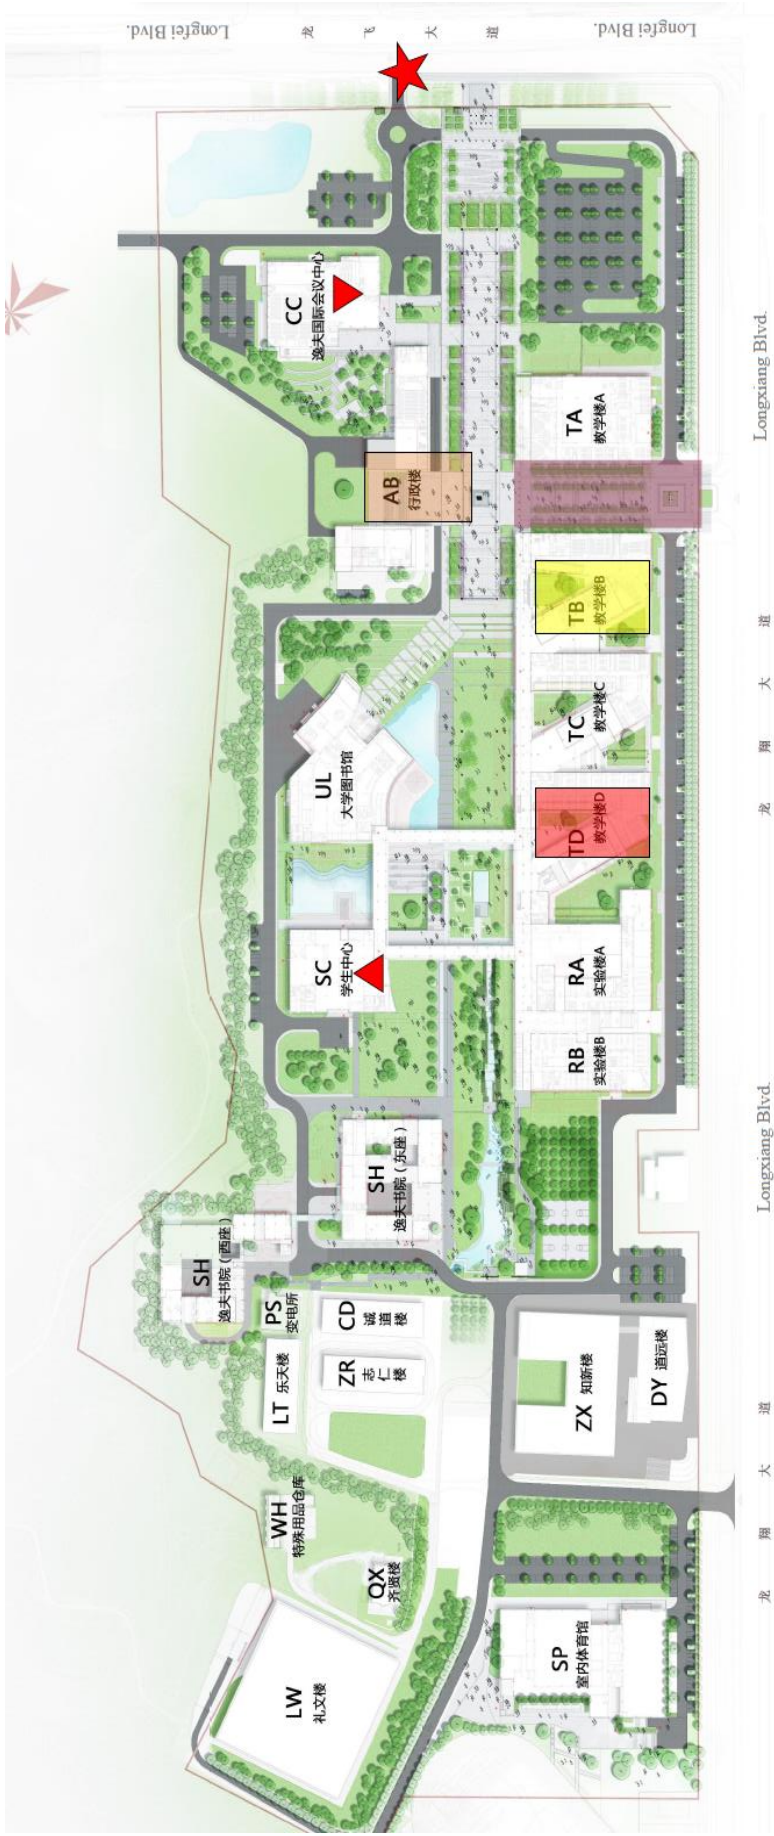 Longfei Blvd.
龙飞大道
Longfei Blvd.
CC
逸夫国际会议中心
TA
教学楼A
Longxiang Blvd.
AB
行政楼
TB
教学楼B
TC
教学楼C
龙翔大道
UL
大学图书馆
TD
教学楼D
SC
学生中心
RA
实验楼A
RB
实验楼B
Longxiang Blvd.
SH
逸夫书院（东座）
SH
逸夫书院（西座）
PS
变电所
CD
诚道楼
LT 乐天楼
ZR
志仁楼
ZX 知新楼
DY 道远楼
龙翔大道
WH
特殊用品仓库
QX
齐贤楼
SP
室内体育馆
LW
礼文楼